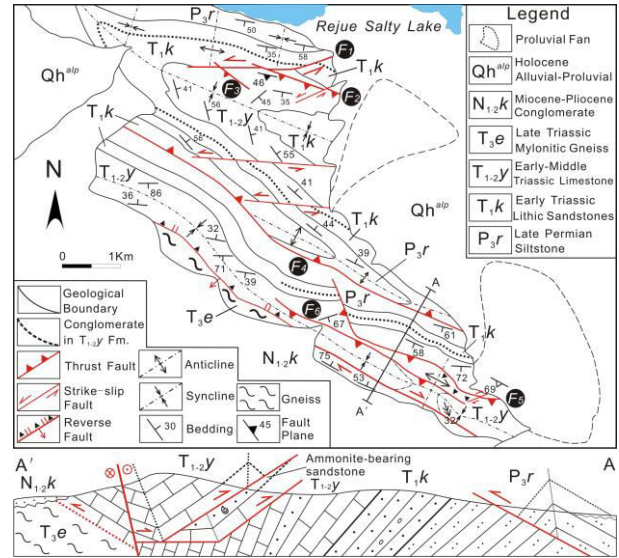 P₃r
Rejue Salty Lake
50
35
58
F1
T₁k
T₁k
Qhᵃˡᵖ
46
F3
F2
41
56
45
35
T₁₋₂y
41
T₁k
T₁k
56
55
N
T₁k
41
T₁₋₂y
Qhᵃˡᵖ
36
86
44
T₁k
0 1Km
32
39
A
P₃r
F4
71
39
P₃r
T₃e
F6
67
61
T₁k
58
N₁₋₂k
75
53
72
69
F5
A'
32
T₁₋₂y
Legend
Proluvial Fan
Qhᵃˡᵖ Holocene
Alluvial-Proluvial
N₁₋₂k Miocene-Pliocene
Conglomerate
T₃e Late Triassic
Mylonitic Gneiss
T₁₋₂y Early-Middle
Triassic Limestone
T₁k Early Triassic
Lithic Sandstones
P₃r Late Permian
Siltstone
Geological
Boundary
Conglomerate
in T₁₋₂y Fm.
Thrust Fault
Anticline
Strike-slip
Fault
Syncline
Gneiss
Reverse
Fault
30
Bedding
45
Fault
Plane
A'
N₁₋₂k
T₁₋₂y
Ammonite-bearing
sandstone
T₁₋₂y
T₁k
P₃r
A
T₃e